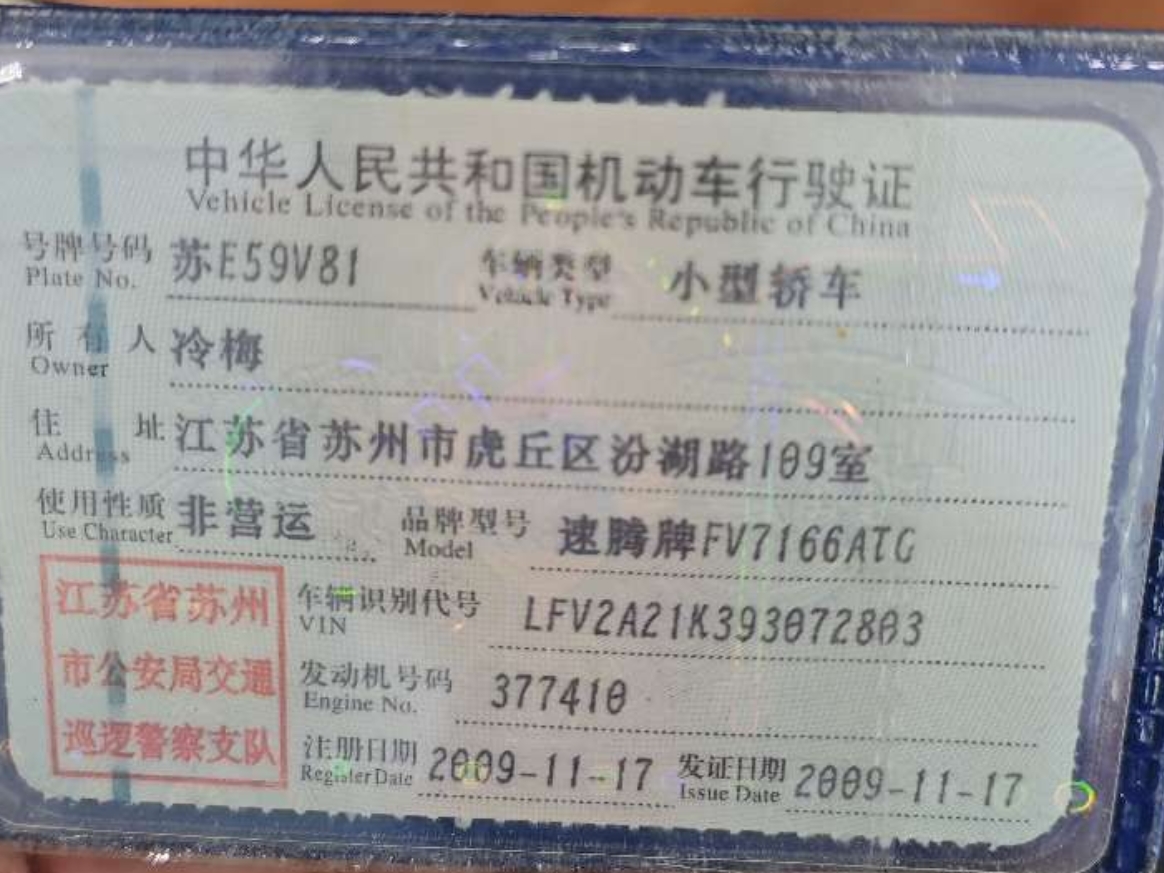 中华人民共和国机动车行驶证
Vehicle License of the People's Republic of China
号牌号码 苏E59V81 车辆类型 小型轿车
Plate No. Vehicle Type
所有人 冷梅
Owner
住址 江苏省苏州市虎丘区汾湖路109室
Address
使用性质 非营运 品牌型号 速腾牌FV7166ATG
Use Character Model
江苏省苏州 车辆识别代号 LFV2A21K393072803
VIN
市公安局交通 发动机号码 377410
Engine No.
巡逻警察支队 注册日期 2009-11-17 发证日期 2009-11-17
Register Date Issue Date